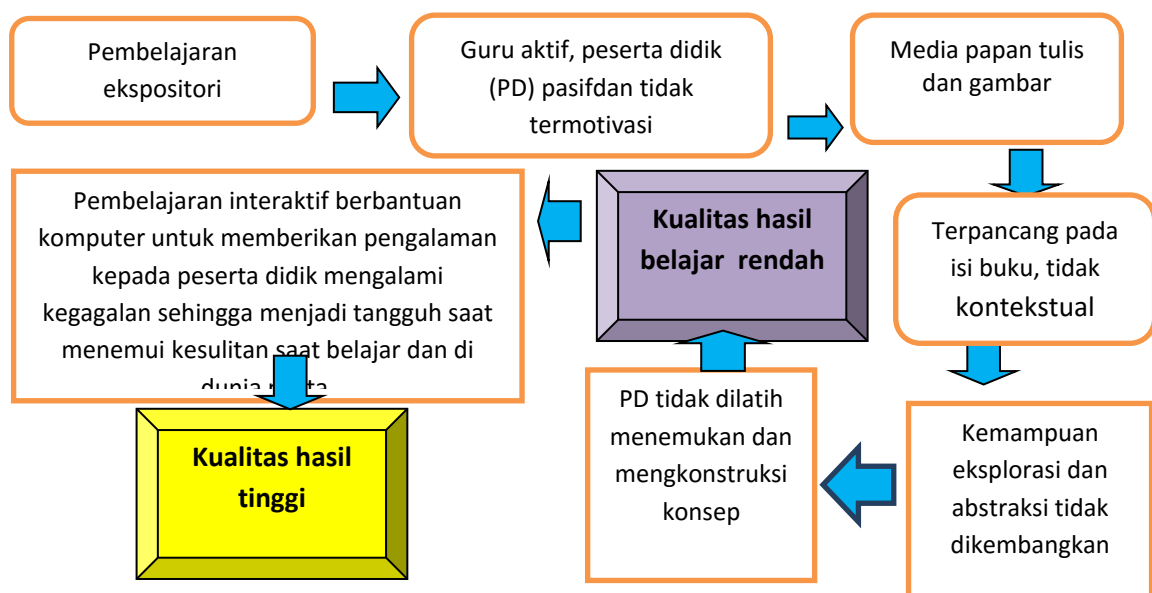 Pembelajaran
ekspositori
Guru aktif, peserta didik
(PD) pasifdan tidak
termotivasi
Media papan tulis
dan gambar
Terpancang pada
isi buku, tidak
kontekstual
Kemampuan
eksplorasi dan
abstraksi tidak
dikembangkan
PD tidak dilatih
menemukan dan
mengkonstruksi
konsep
Kualitas hasil
belajar rendah
Pembelajaran interaktif berbantuan
komputer untuk memberikan pengalaman
kepada peserta didik mengalami
kegagalan sehingga menjadi tangguh saat
menemui kesulitan saat belajar dan di
dunia
Kualitas hasil
tinggi